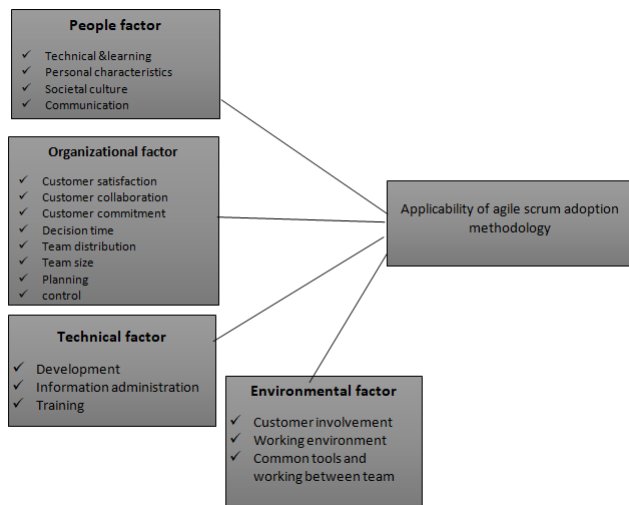 People factor
✓ Technical &learning
✓ Personal characteristics
✓ Societal culture
✓ Communication
Organizational factor
✓ Customer satisfaction
✓ Customer collaboration
✓ Customer commitment
✓ Decision time
✓ Team distribution
✓ Team size
✓ Planning
✓ control
Applicability of agile scrum adoption
methodology
Technical factor
✓ Development
✓ Information administration
✓ Training
Environmental factor
✓ Customer involvement
✓ Working environment
✓ Common tools and
working between team